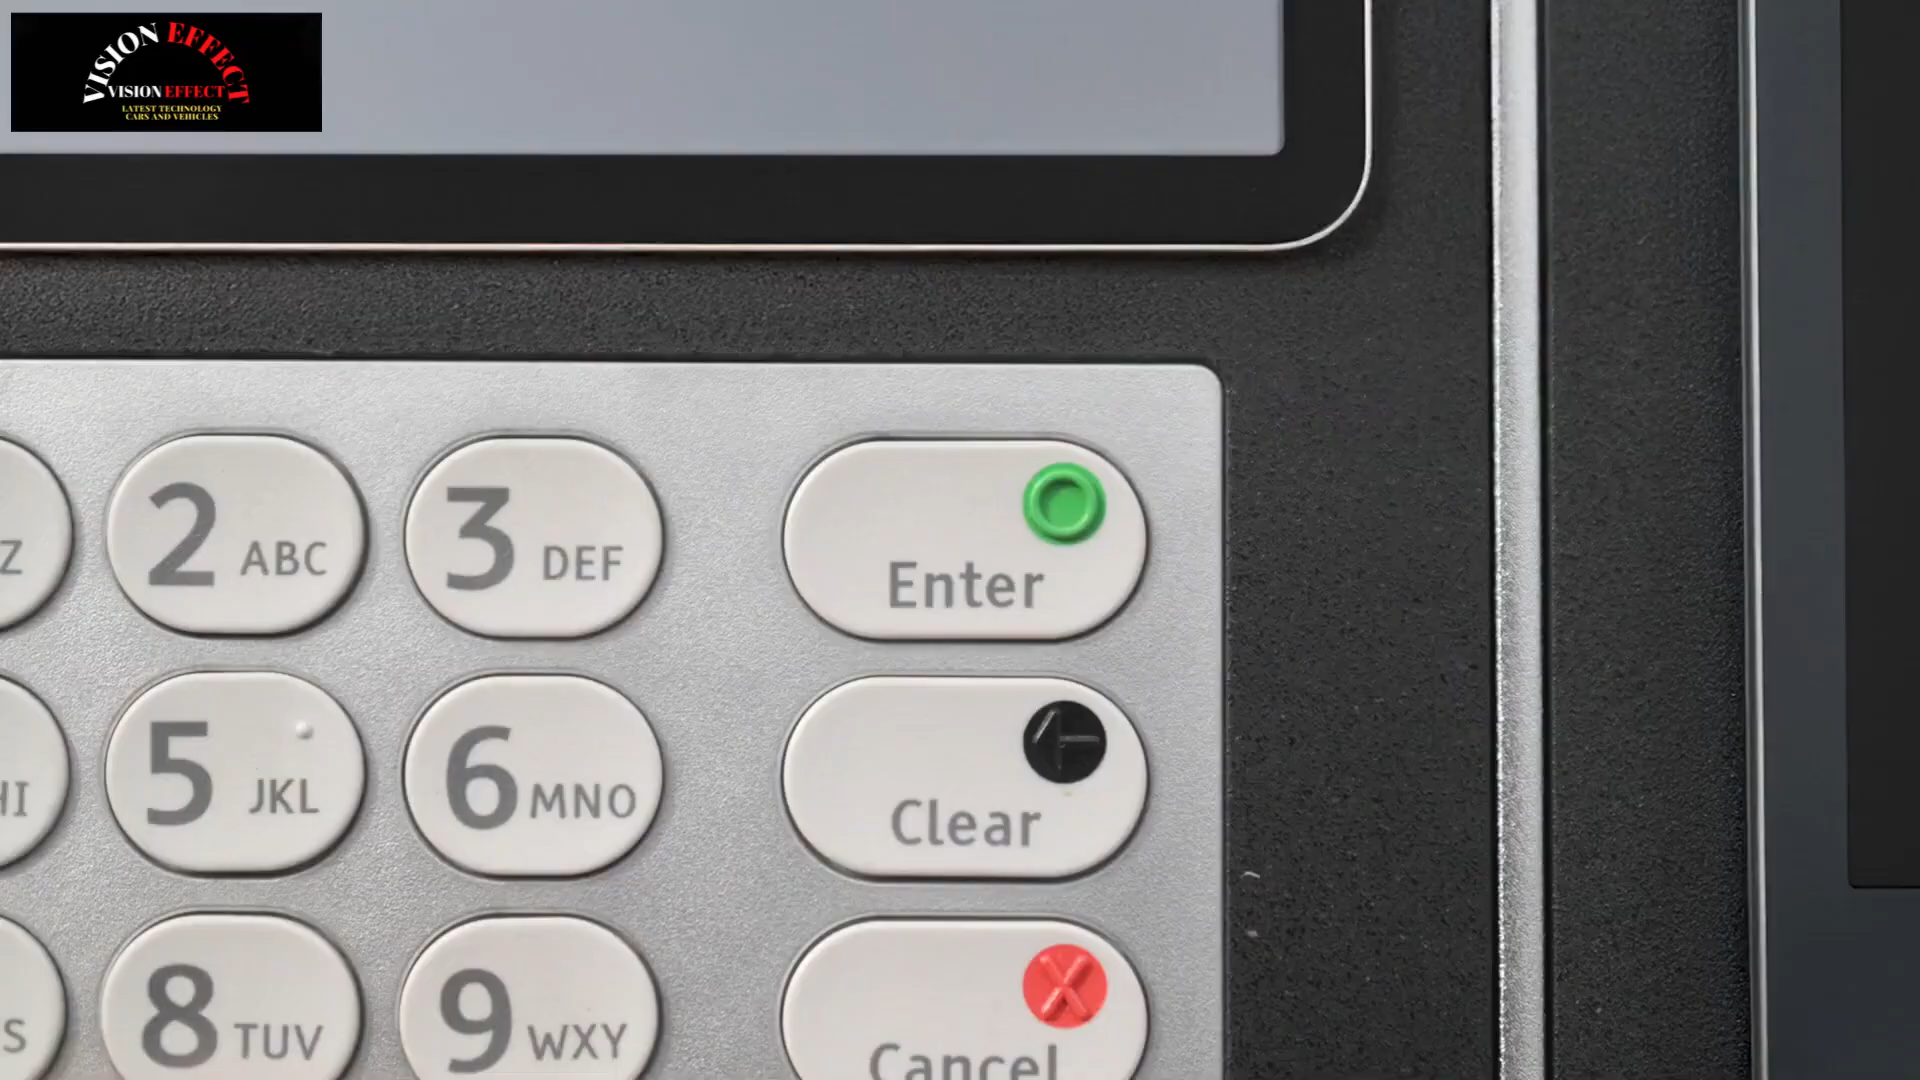 VISION EFFECT
VISION EFFECT
LATEST TECHNOLOGY
CARS AND VEHICLES
Z
2 ABC
3 DEF
Enter
HI
5 JKL
6 MNO
Clear
S
8 TUV
9 WXY
Cancel